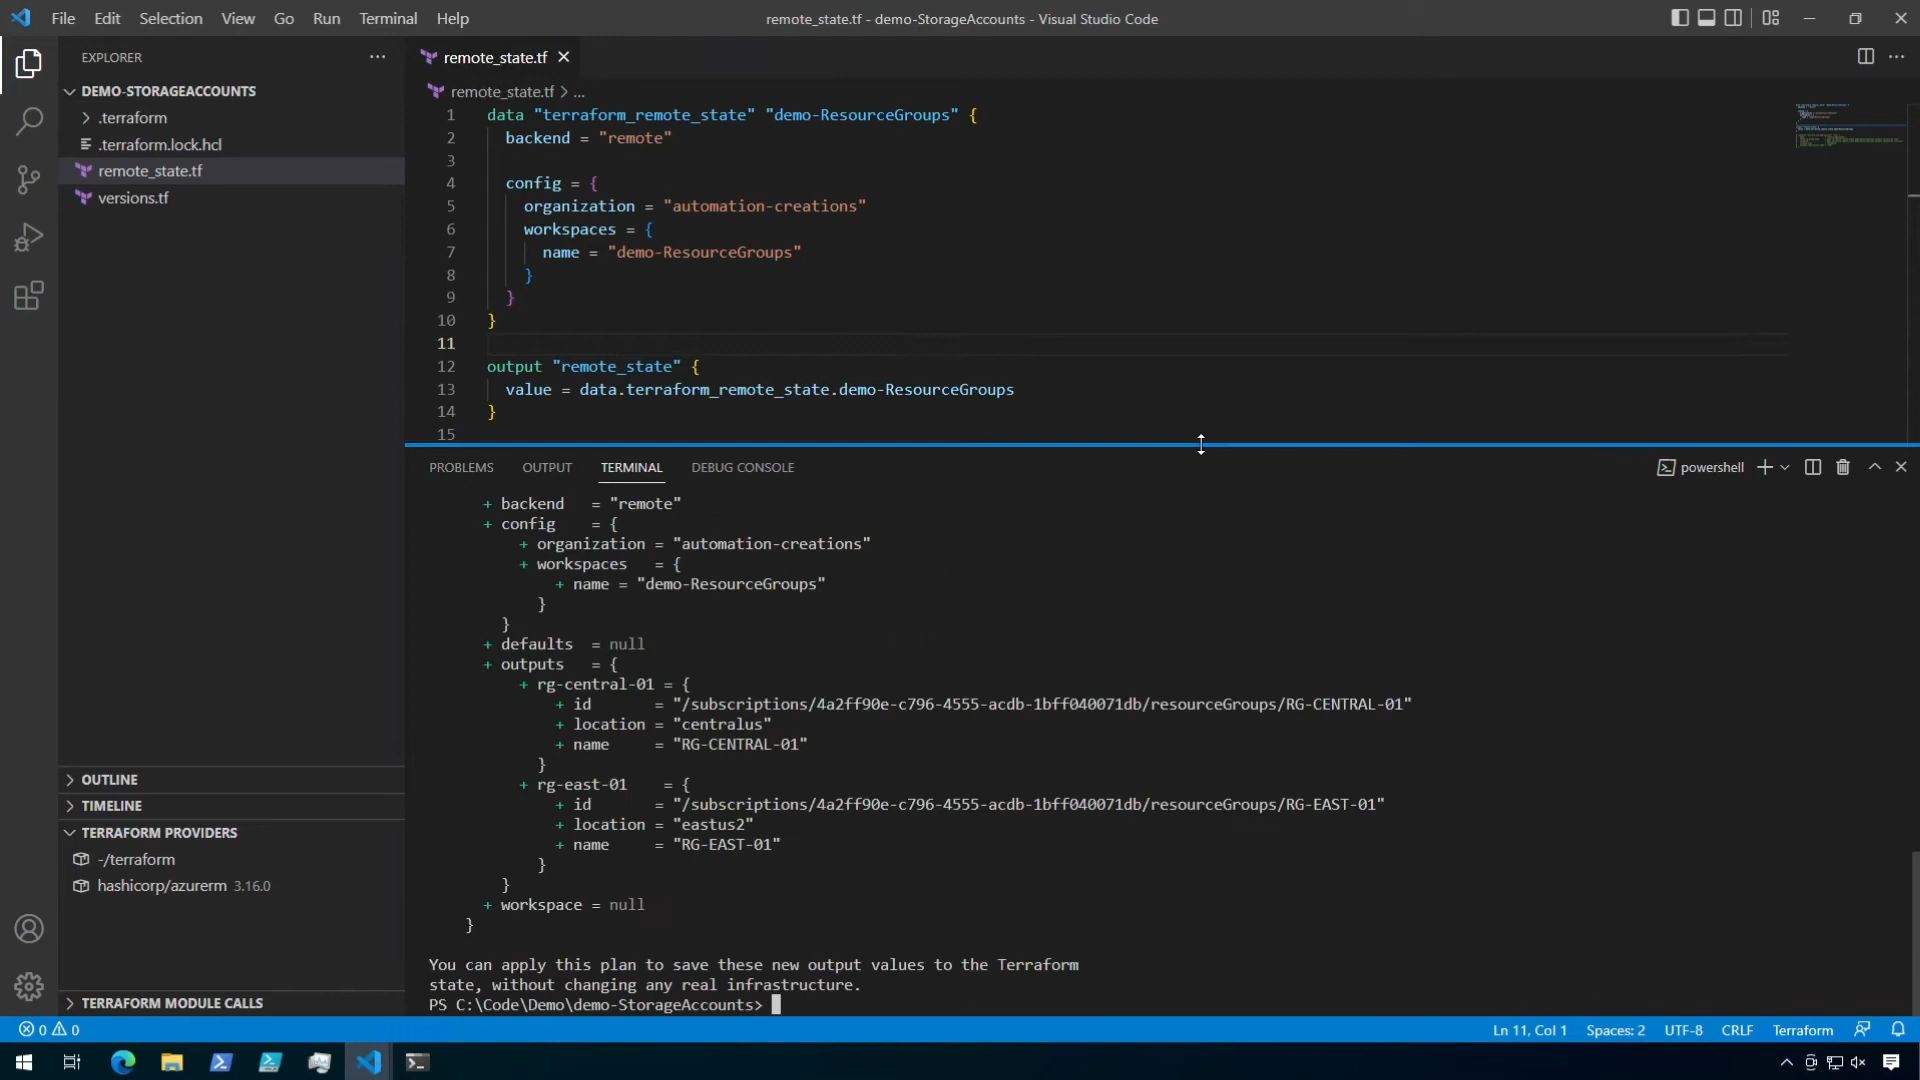 File Edit Selection View Go Run Terminal Help
remote_state.tf - demo-StorageAccounts - Visual Studio Code
EXPLORER
DEMO-STORAGEACCOUNTS
.terraform
.terraform.lock.hcl
remote_state.tf
versions.tf
OUTLINE
TIMELINE
TERRAFORM PROVIDERS
-/terraform
hashicorp/azurerm 3.16.0
TERRAFORM MODULE CALLS
remote_state.tf
remote_state.tf > ...
1 data "terraform_remote_state" "demo-ResourceGroups" {
2 backend = "remote"
3
4 config = {
5 organization = "automation-creations"
6 workspaces = {
7 name = "demo-ResourceGroups"
8 }
9 }
10 }
11
12 output "remote_state" {
13 value = data.terraform_remote_state.demo-ResourceGroups
14 }
15
PROBLEMS OUTPUT TERMINAL DEBUG CONSOLE
powershell
+ backend = "remote"
+ config = {
+ organization = "automation-creations"
+ workspaces = {
+ name = "demo-ResourceGroups"
}
}
+ defaults = null
+ outputs = {
+ rg-central-01 = {
+ id = "/subscriptions/4a2ff90e-c796-4555-acdb-1bff040071db/resourceGroups/RG-CENTRAL-01"
+ location = "centralus"
+ name = "RG-CENTRAL-01"
}
+ rg-east-01 = {
+ id = "/subscriptions/4a2ff90e-c796-4555-acdb-1bff040071db/resourceGroups/RG-EAST-01"
+ location = "eastus2"
+ name = "RG-EAST-01"
}
}
+ workspace = null
}
You can apply this plan to save these new output values to the Terraform
state, without changing any real infrastructure.
PS C:\Code\Demo\demo-StorageAccounts>
0 0
Ln 11, Col 1 Spaces: 2 UTF-8 CRLF Terraform